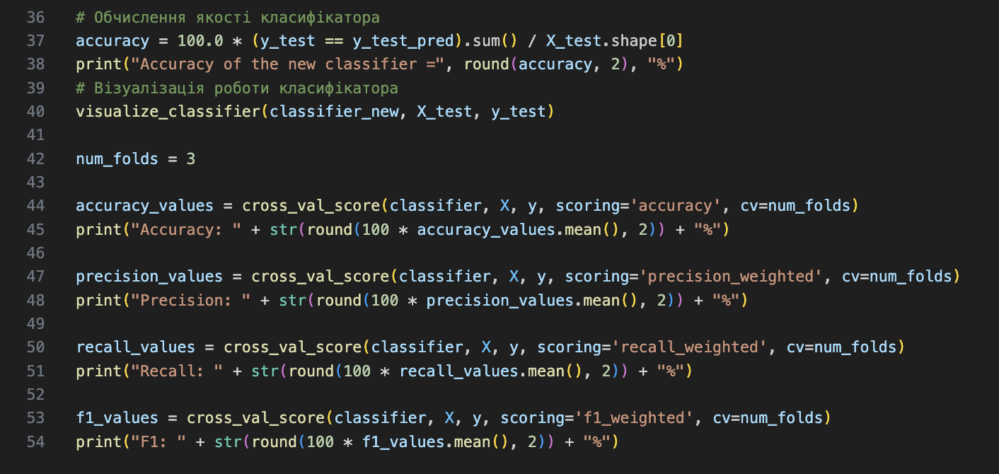 36 # Обчислення якості класифікатора
37 accuracy = 100.0 * (y_test == y_test_pred).sum() / X_test.shape[0]
38 print("Accuracy of the new classifier =", round(accuracy, 2), "%")
39 # Візуалізація роботи класифікатора
40 visualize_classifier(classifier_new, X_test, y_test)
41
42 num_folds = 3
43
44 accuracy_values = cross_val_score(classifier, X, y, scoring='accuracy', cv=num_folds)
45 print("Accuracy: " + str(round(100 * accuracy_values.mean(), 2)) + "%")
46
47 precision_values = cross_val_score(classifier, X, y, scoring='precision_weighted', cv=num_folds)
48 print("Precision: " + str(round(100 * precision_values.mean(), 2)) + "%")
49
50 recall_values = cross_val_score(classifier, X, y, scoring='recall_weighted', cv=num_folds)
51 print("Recall: " + str(round(100 * recall_values.mean(), 2)) + "%")
52
53 f1_values = cross_val_score(classifier, X, y, scoring='f1_weighted', cv=num_folds)
54 print("F1: " + str(round(100 * f1_values.mean(), 2)) + "%")